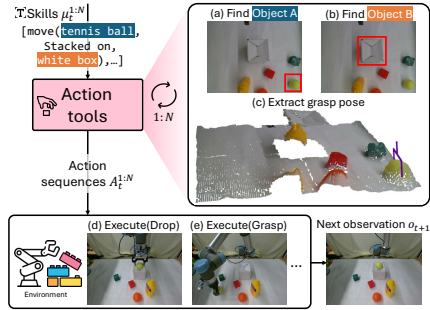 T Skills μ_t^{1:N}
[move(tennis ball,
Stacked on,
white box),…]
Action
tools
1:N
Action
sequences A_t^{1:N}
(a) Find Object A
(b) Find Object B
(c) Extract grasp pose
(d) Execute(Drop)
(e) Execute(Grasp)
Next observation o_{t+1}
...
Environment